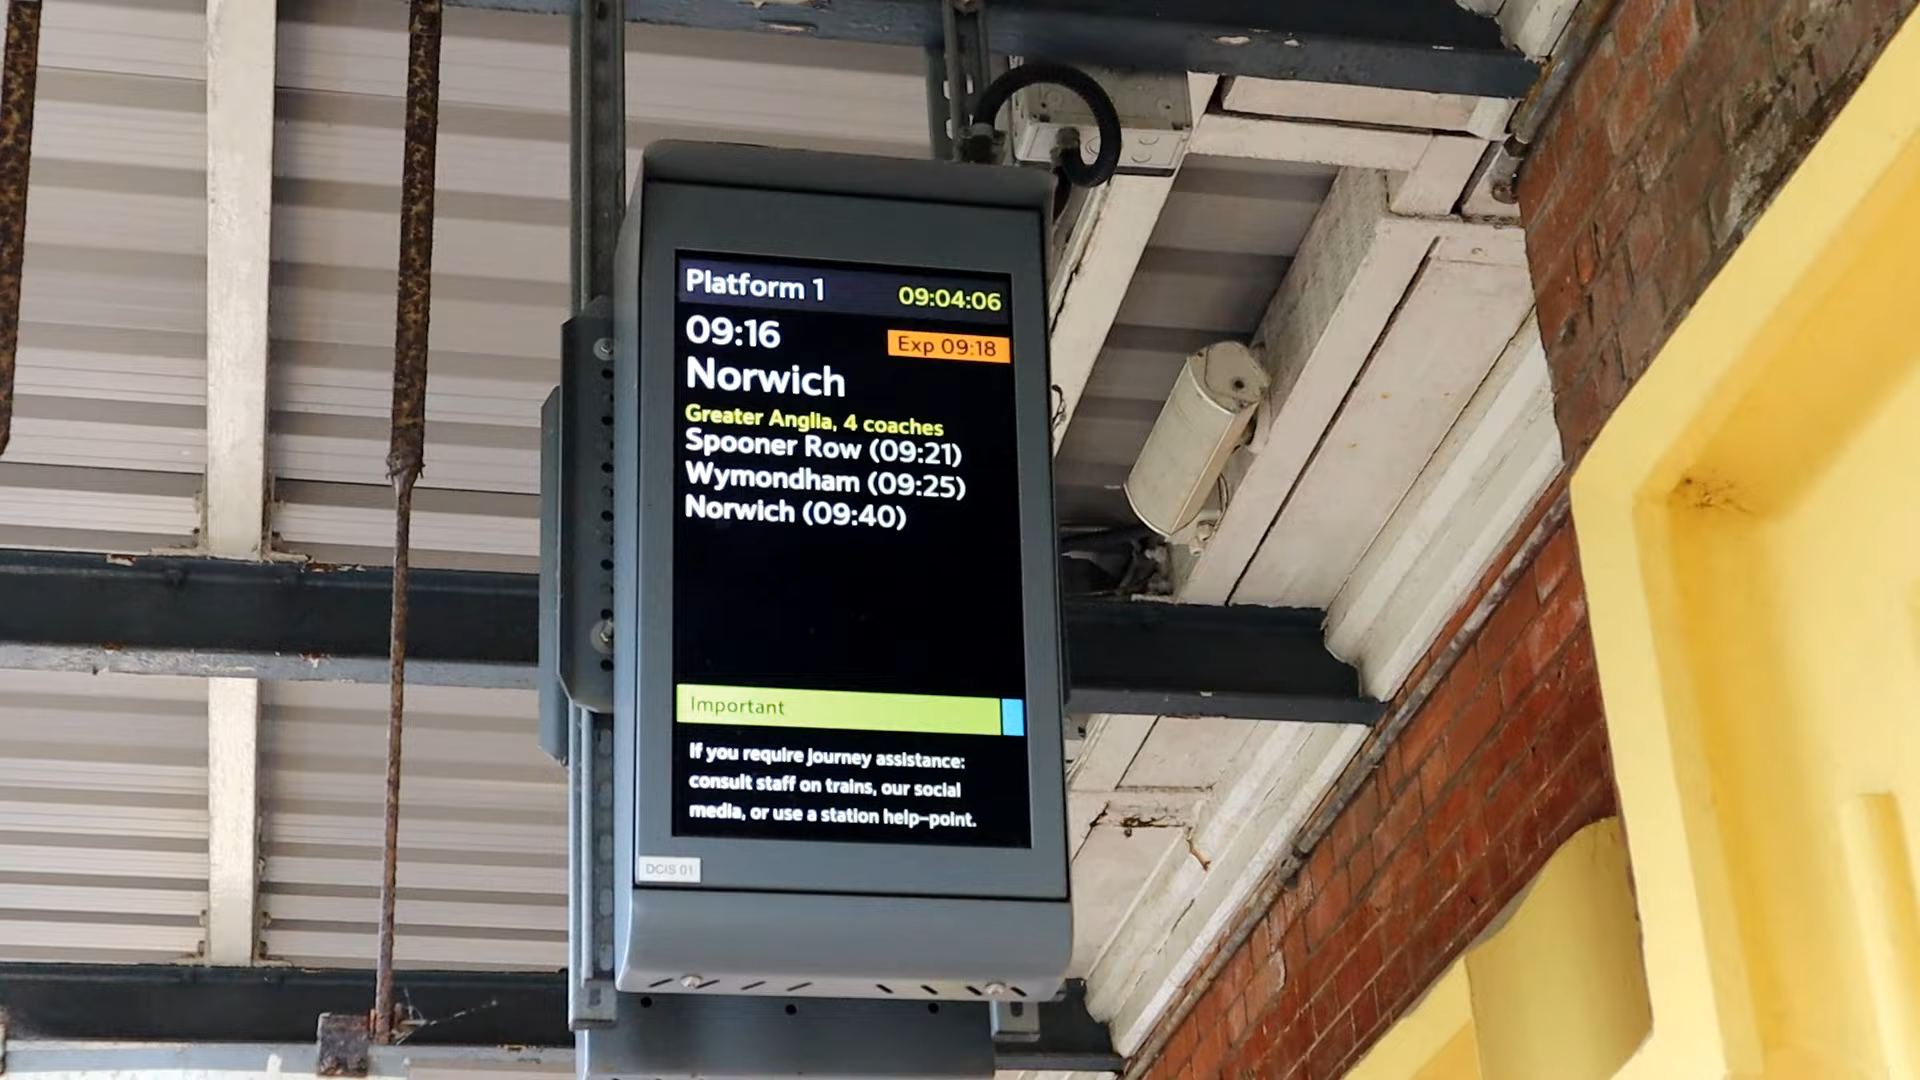 Platform 1 09:04:06
09:16 Exp 09:18
Norwich
Greater Anglia, 4 coaches
Spooner Row (09:21)
Wymondham (09:25)
Norwich (09:40)
Important
If you require journey assistance:
consult staff on trains, our social
media, or use a station help-point.
DCIS 01